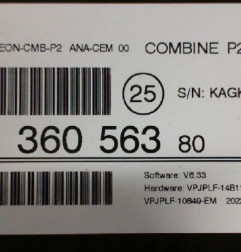 EON-CMB-P2 ANA-CEM 00 COMBINE P2
25 S/N: KAGK
360 563 80
Software: V6.33
Hardware: VPJPLF-14B11
VPJPLF-10849-EM 202